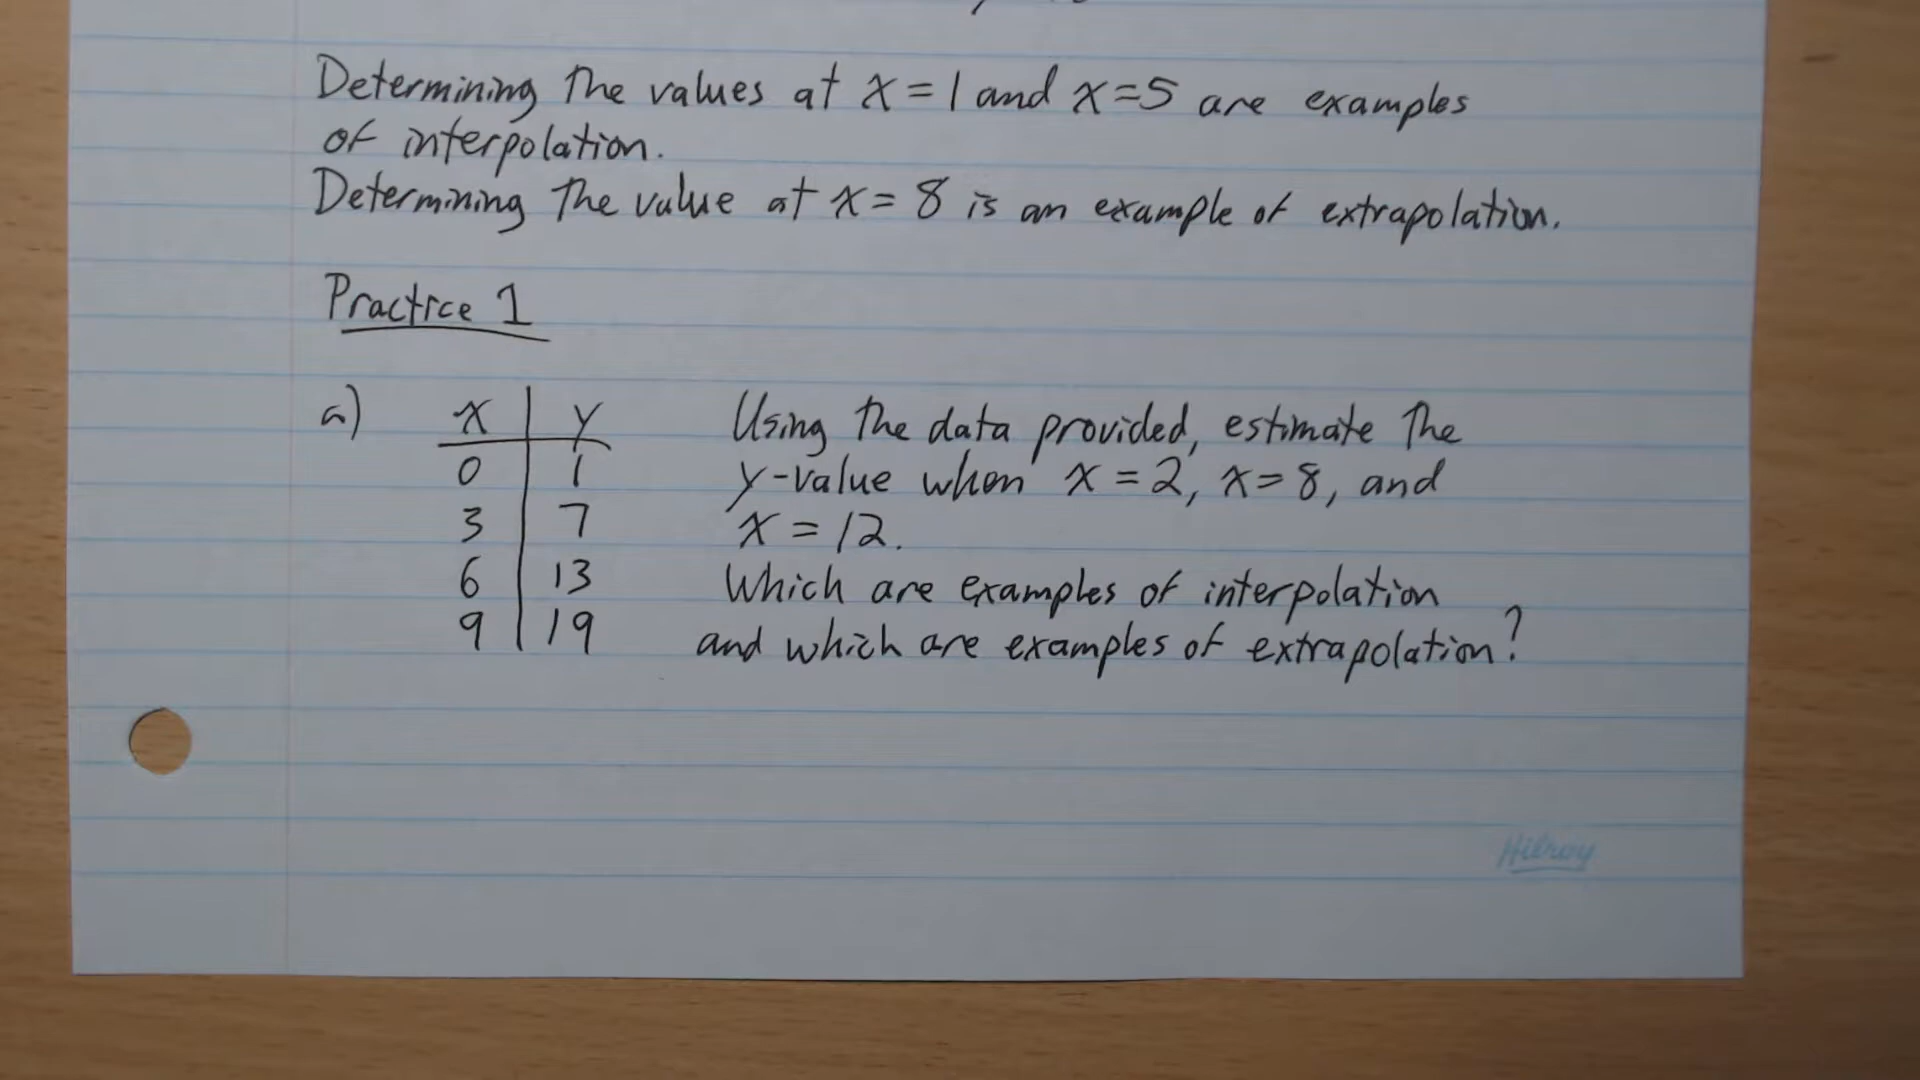 Determining the values at x = 1 and x = 5 are examples
of interpolation.
Determining the value at x = 8 is an example of extrapolation.
Practice 1
a) x y Using the data provided, estimate the
0 1 y-value when x = 2, x = 8, and
3 7 x = 12.
6 13 Which are examples of interpolation
9 19 and which are examples of extrapolation?
Hilroy